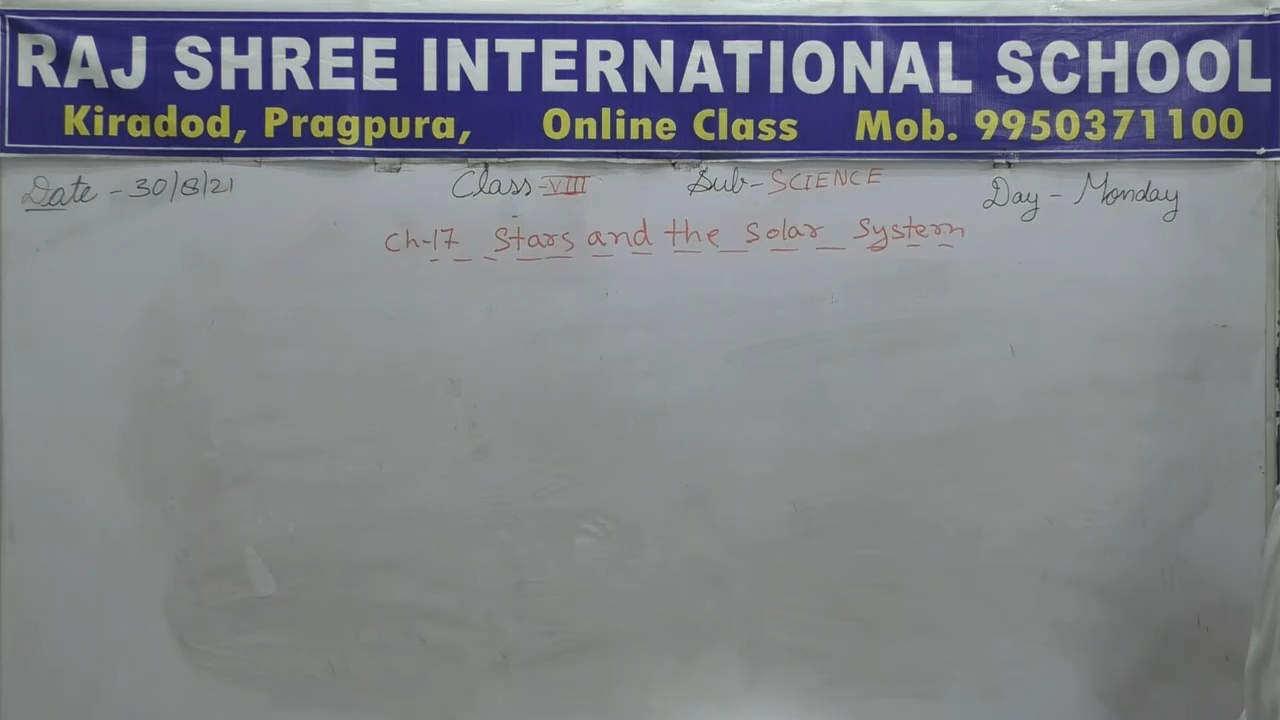 RAJ SHREE INTERNATIONAL SCHOOL
Kiradod, Pragpura, Online Class Mob. 9950371100
Date - 30/8/21 Class-VIII Sub-SCIENCE Day - Monday
Ch-17 Stars and the Solar System